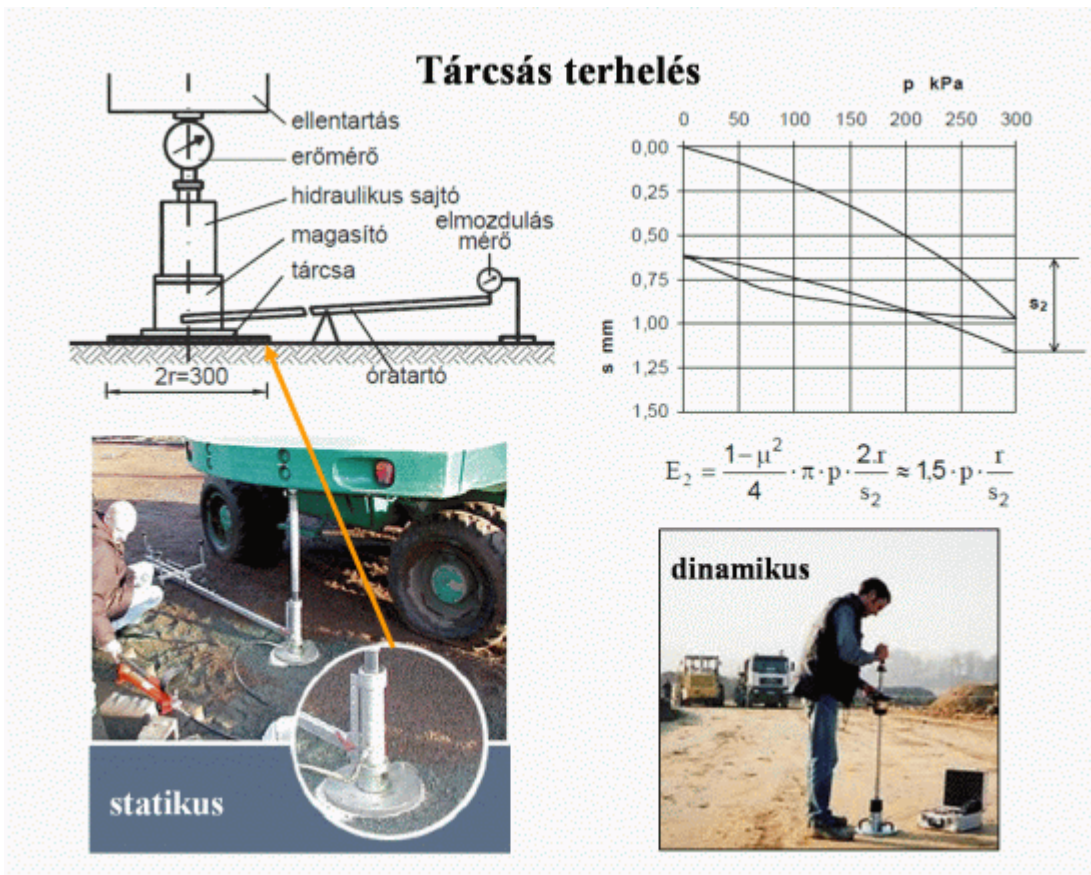 Tárcsás terhelés
ellentartás
erőmérő
hidraulikus sajtó
magasító
tárcsa
elmozdulás
mérő
óratartó
2r=300
p kPa
0 50 100 150 200 250 300
0,00
0,25
0,50
0,75
1,00
1,25
1,50
s mm
s₂
E₂ = (1−μ²)/4 · π · p · 2.r/s₂ ≈ 1,5 · p · r/s₂
statikus
dinamikus